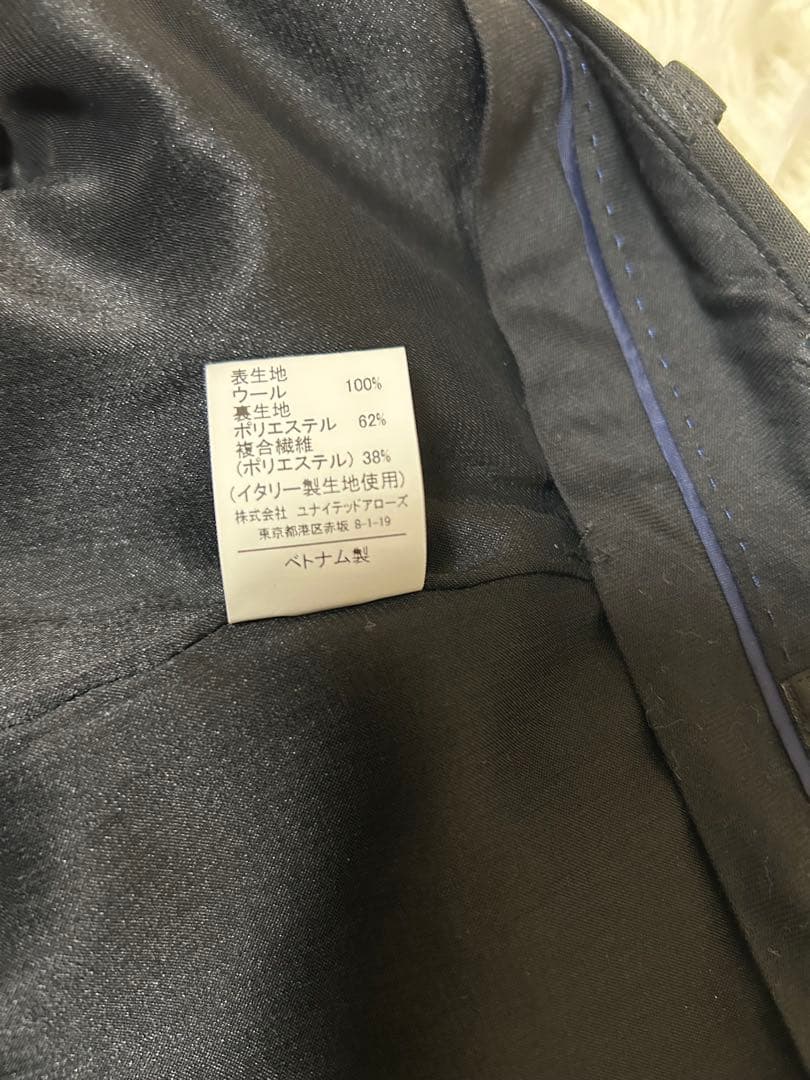 表生地
ウール 100%
裏生地
ポリエステル 62%
複合繊維
(ポリエステル) 38%
(イタリー製生地使用)
株式会社 ユナイテッドアローズ
東京都港区赤坂 8-1-19
ベトナム製